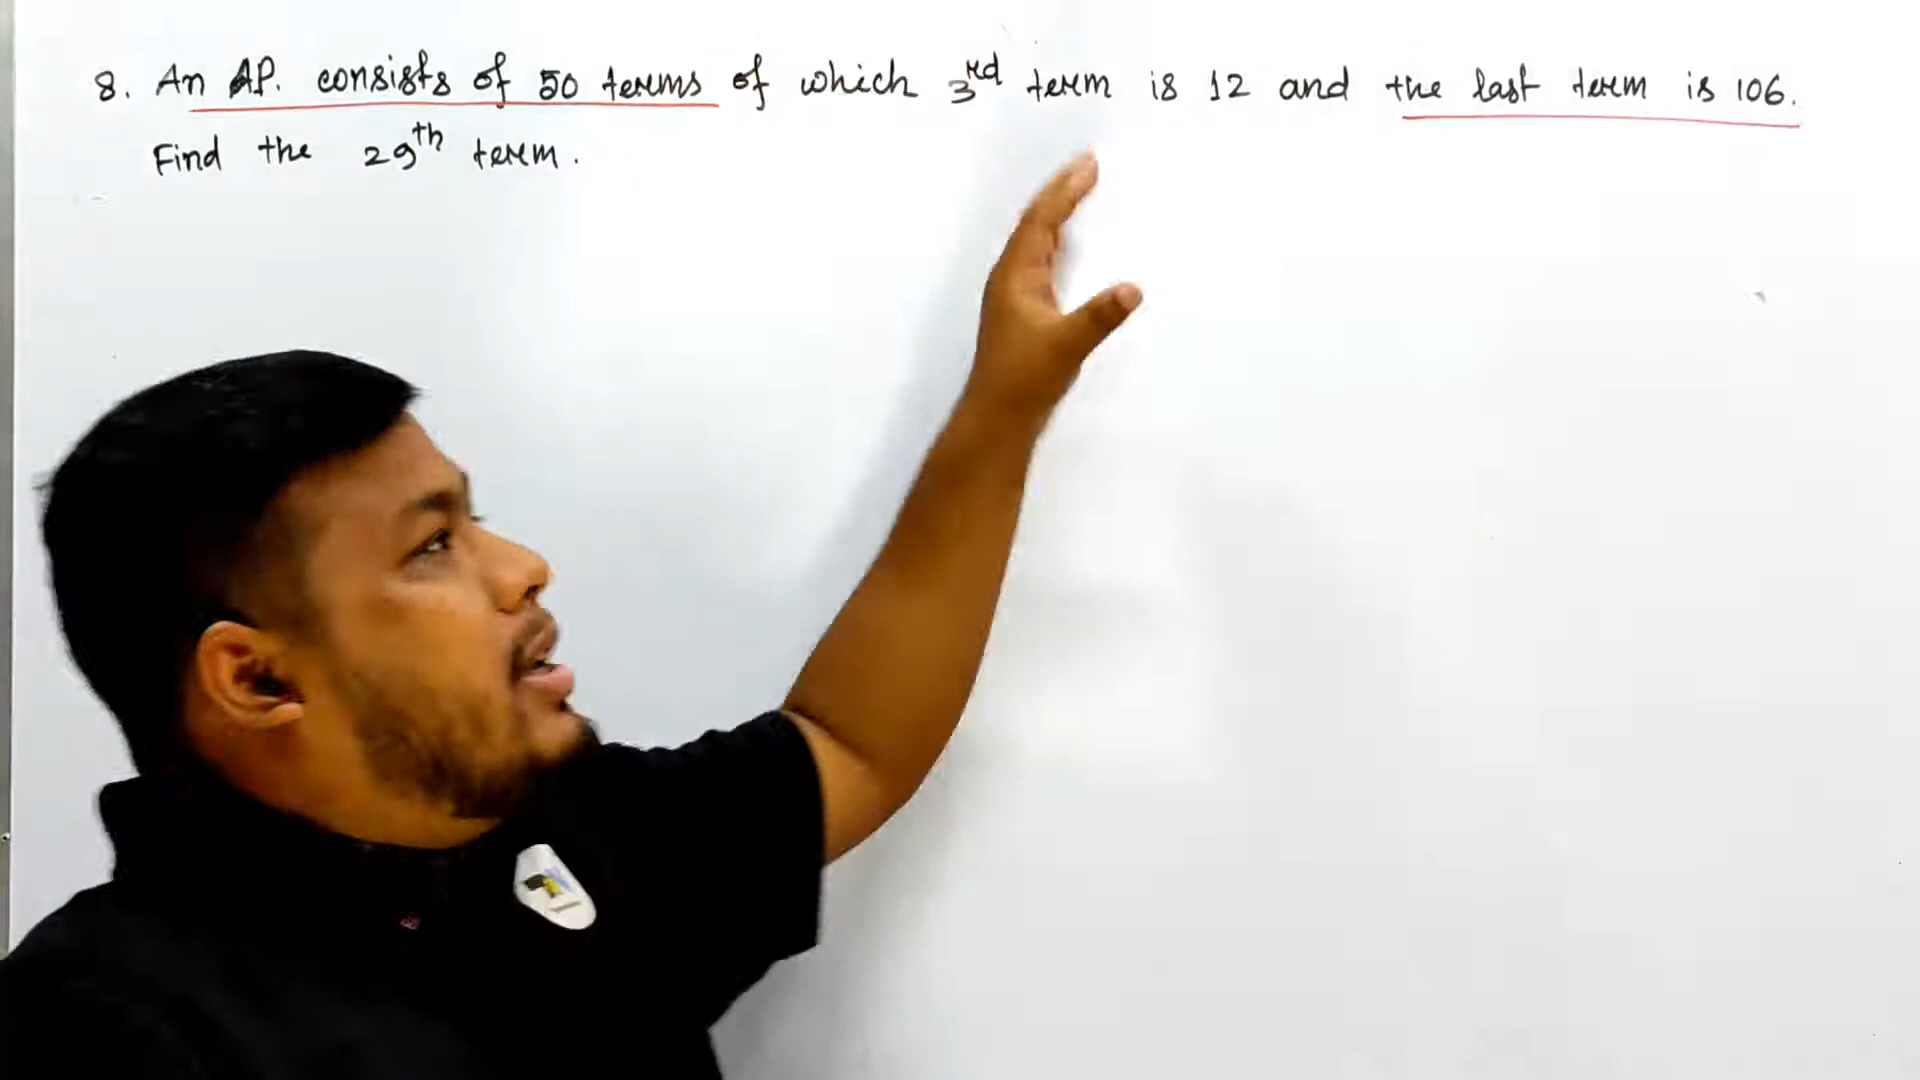 8. An AP. consists of 50 terms of which 3rd term is 12 and the last term is 106.
Find the 29th term.